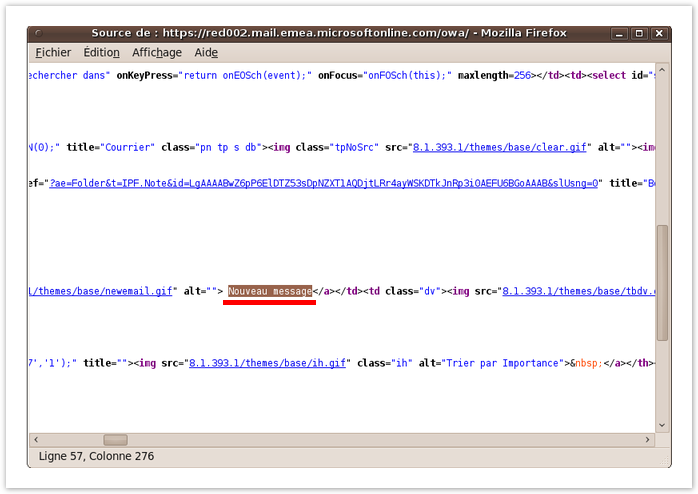 Source de : https://red002.mail.emea.microsoftonline.com/owa/ - Mozilla Firefox
Fichier Édition Affichage Aide
echercher dans" onKeyPress="return onEOSch(event);" onFocus="onFOSch(this);" maxlength=256></td><td><select id="s
N(0);" title="Courrier" class="pn tp s db"><img class="tpNoSrc" src="8.1.393.1/themes/base/clear.gif" alt=""><im
ef="?ae=Folder&t=IPF.Note&id=LgAAAABwZ6pP6ElDTZ53sDpNZXT1AQDjtLRr4ayWSKDTkJnRp3i0AEFU6BGoAAAB&slUsng=0" title="B
1/themes/base/newemail.gif" alt=""> Nouveau message</a></td><td class="dv"><img src="8.1.393.1/themes/base/tbdv.
7','1');" title=""><img src="8.1.393.1/themes/base/ih.gif" class="ih" alt="Trier par Importance">&nbsp;</a></th>
Ligne 57, Colonne 276